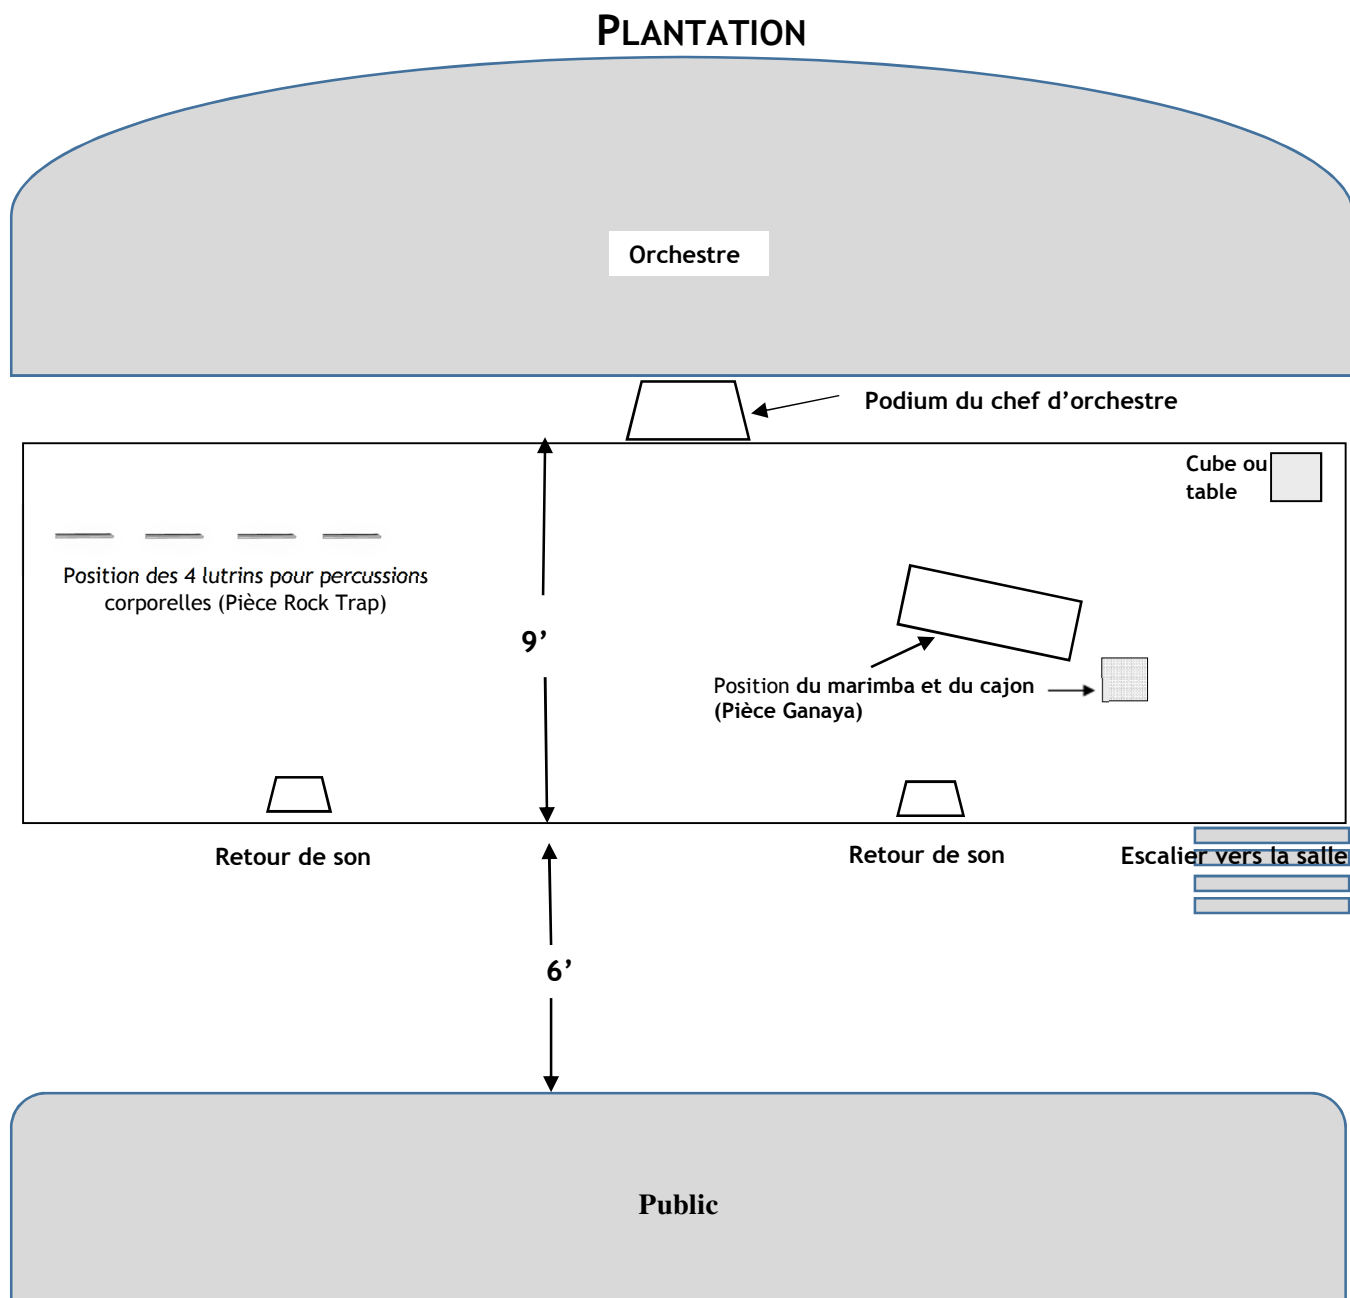 PLANTATION
Orchestre
Podium du chef d’orchestre
Cube ou
table
Position des 4 lutrins pour percussions
corporelles (Pièce Rock Trap)
9’
Position du marimba et du cajon
(Pièce Ganaya)
Retour de son
Retour de son
Escalier vers la salle
6’
Public